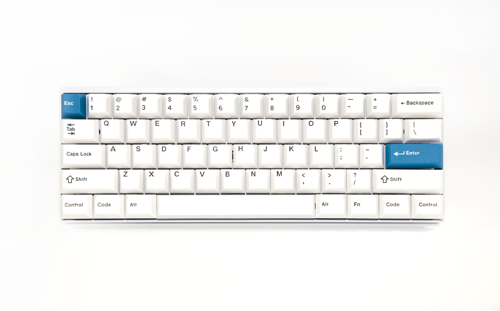 Esc ! @ # $ % ^ & * ( ) — +
1 2 3 4 5 6 7 8 9 0 - = ← Backspace
Tab Q W E R T Y U I O P { } |
[ ] \
Caps Lock A S D F G H J K L : " Enter
; '
Shift Z X C V B N M < > ? Shift
, . /
Control Code Alt Alt Fn Code Control